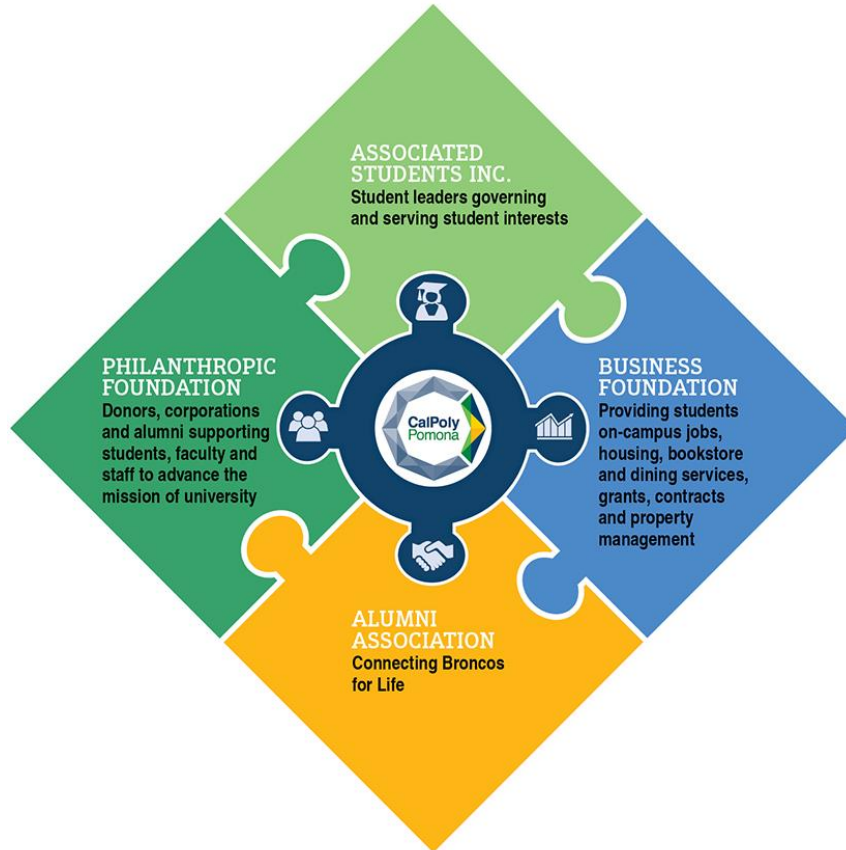 ASSOCIATED
STUDENTS INC.
Student leaders governing
and serving student interests
PHILANTHROPIC
FOUNDATION
Donors, corporations
and alumni supporting
students, faculty and
staff to advance the
mission of university
CalPoly
Pomona
BUSINESS
FOUNDATION
Providing students
on-campus jobs,
housing, bookstore
and dining services,
grants, contracts
and property
management
ALUMNI
ASSOCIATION
Connecting Broncos
for Life